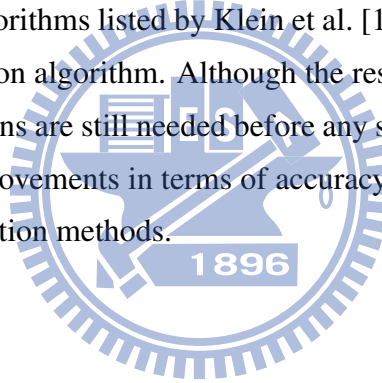 orithms listed by Klein et al. [1
on algorithm. Although the res
ns are still needed before any s
ovements in terms of accuracy
tion methods.
ES
1896